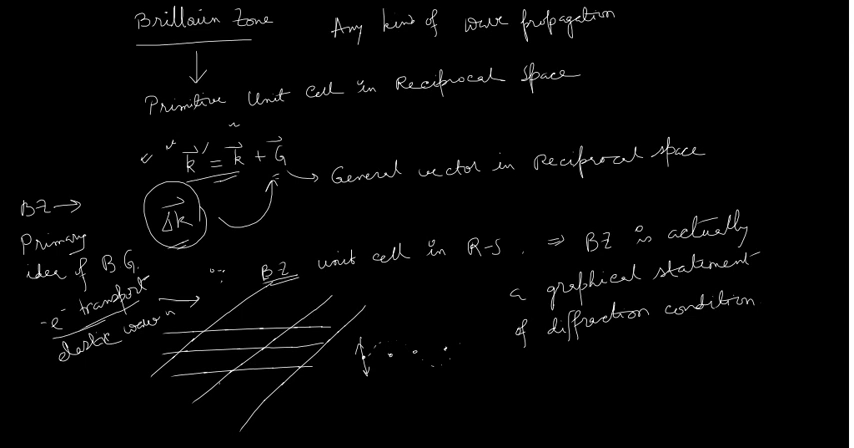 Brillouin Zone
Any kind of wave propagation
Primitive Unit Cell in Reciprocal Space
k⃗' = k⃗ + G⃗
General vector in Reciprocal space
Δk⃗
BZ →
Primary
idea of B G.
-e⁻ transport
elastic wave
∵ BZ unit cell in R-S. ⇒ BZ is actually
a graphical statement
of diffraction condition